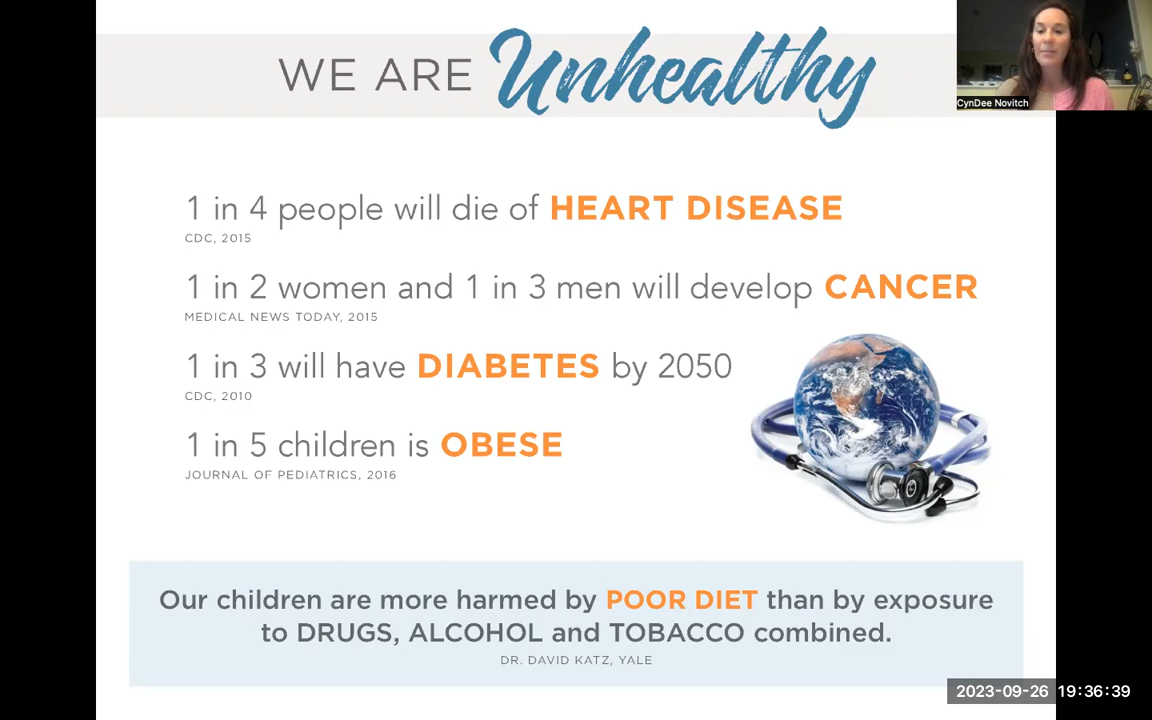 WE ARE Unhealthy
CynDee Novitch
1 in 4 people will die of HEART DISEASE
CDC, 2015
1 in 2 women and 1 in 3 men will develop CANCER
MEDICAL NEWS TODAY, 2015
1 in 3 will have DIABETES by 2050
CDC, 2010
1 in 5 children is OBESE
JOURNAL OF PEDIATRICS, 2016
Our children are more harmed by POOR DIET than by exposure
to DRUGS, ALCOHOL and TOBACCO combined.
DR. DAVID KATZ, YALE
2023-09-26 19:36:39